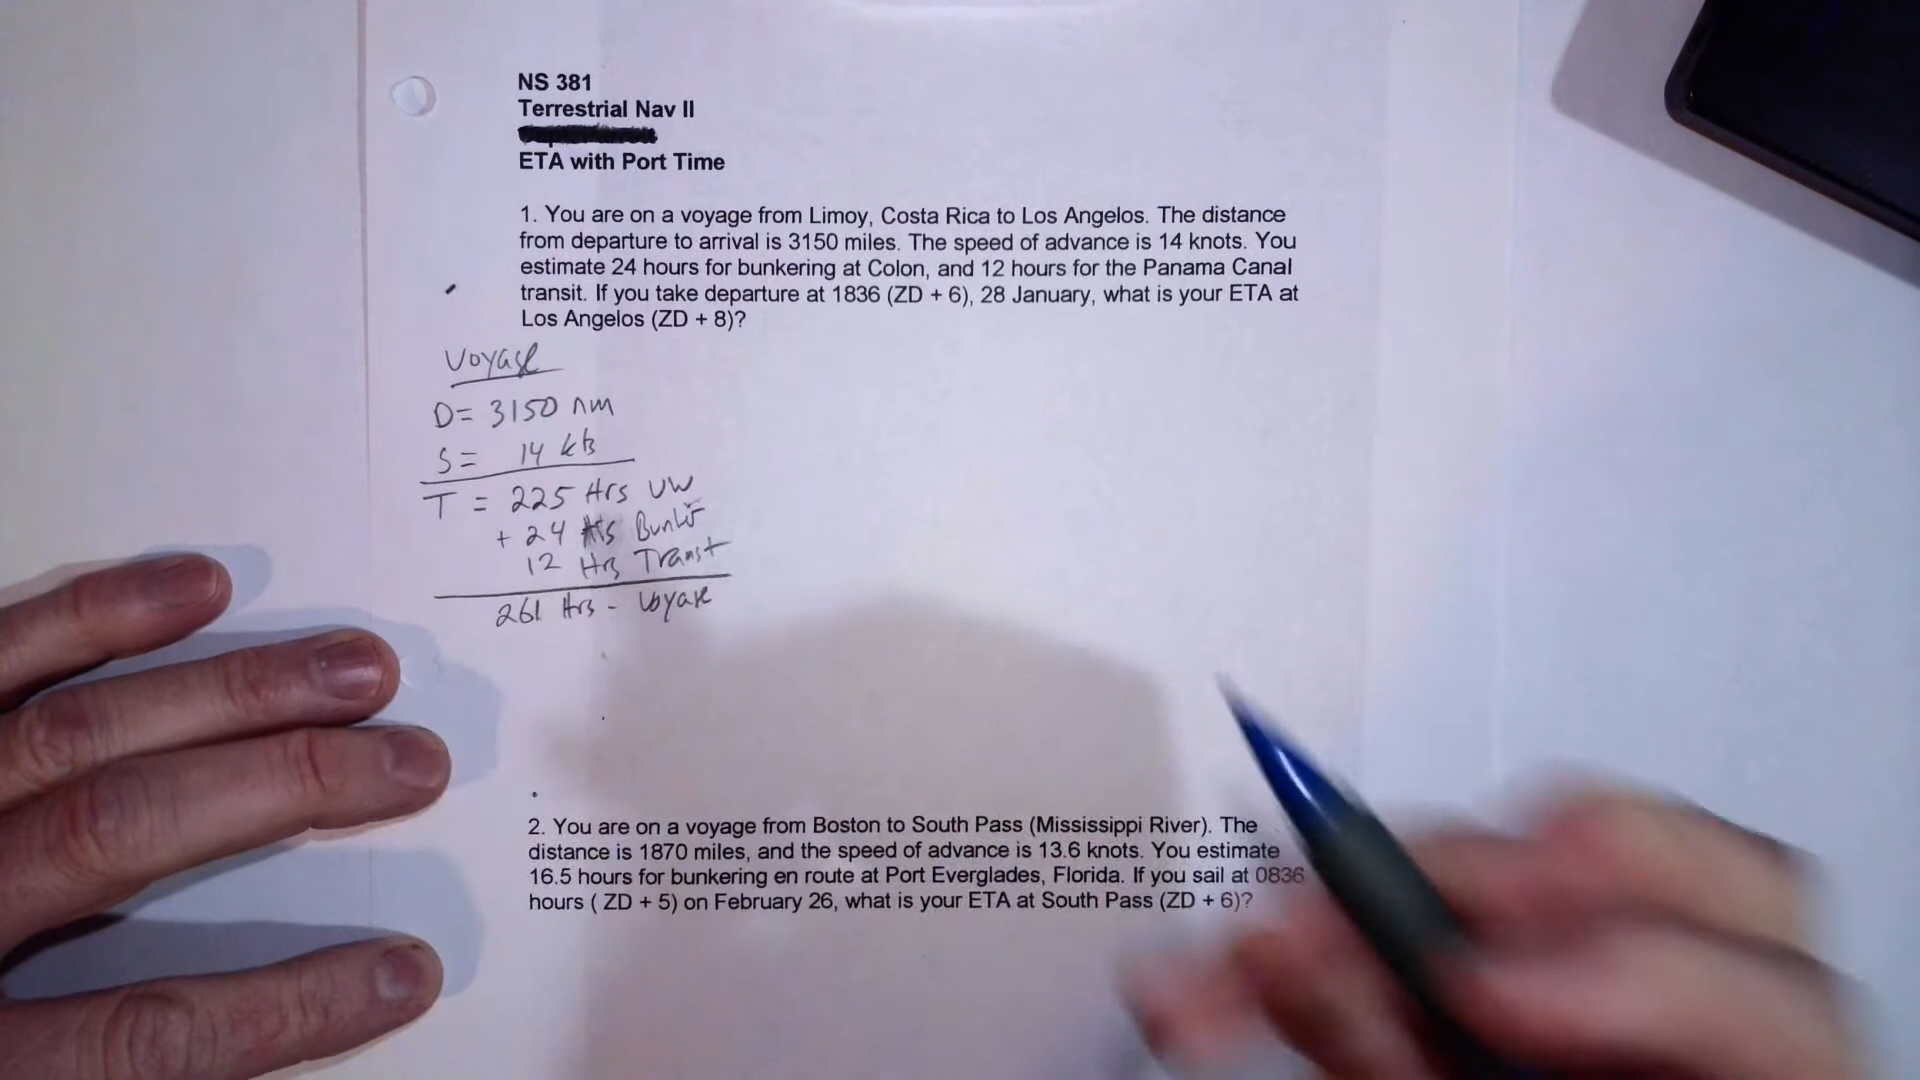 NS 381
Terrestrial Nav II
ETA with Port Time
1. You are on a voyage from Limoy, Costa Rica to Los Angelos. The distance
from departure to arrival is 3150 miles. The speed of advance is 14 knots. You
estimate 24 hours for bunkering at Colon, and 12 hours for the Panama Canal
transit. If you take departure at 1836 (ZD + 6), 28 January, what is your ETA at
Los Angelos (ZD + 8)?
Voyage
D= 3150 nm
S= 14 kts
T = 225 Hrs UW
+ 24 Hrs Bunker
12 Hrs Transt
261 Hrs - Voyage
2. You are on a voyage from Boston to South Pass (Mississippi River). The
distance is 1870 miles, and the speed of advance is 13.6 knots. You estimate
16.5 hours for bunkering en route at Port Everglades, Florida. If you sail at 0836
hours ( ZD + 5) on February 26, what is your ETA at South Pass (ZD + 6)?